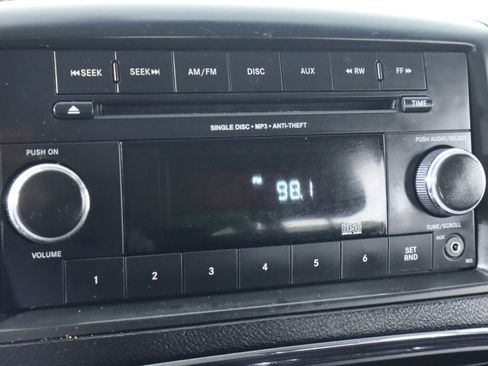 SEEK SEEK AM/FM DISC AUX RW FF
TIME
SINGLE DISC • MP3 • ANTI-THEFT
PUSH ON
PUSH AUDIO/SELECT
FM 98.1
VOLUME
TUNE/SCROLL
1 2 3 4 5 6 SET RND
AUX